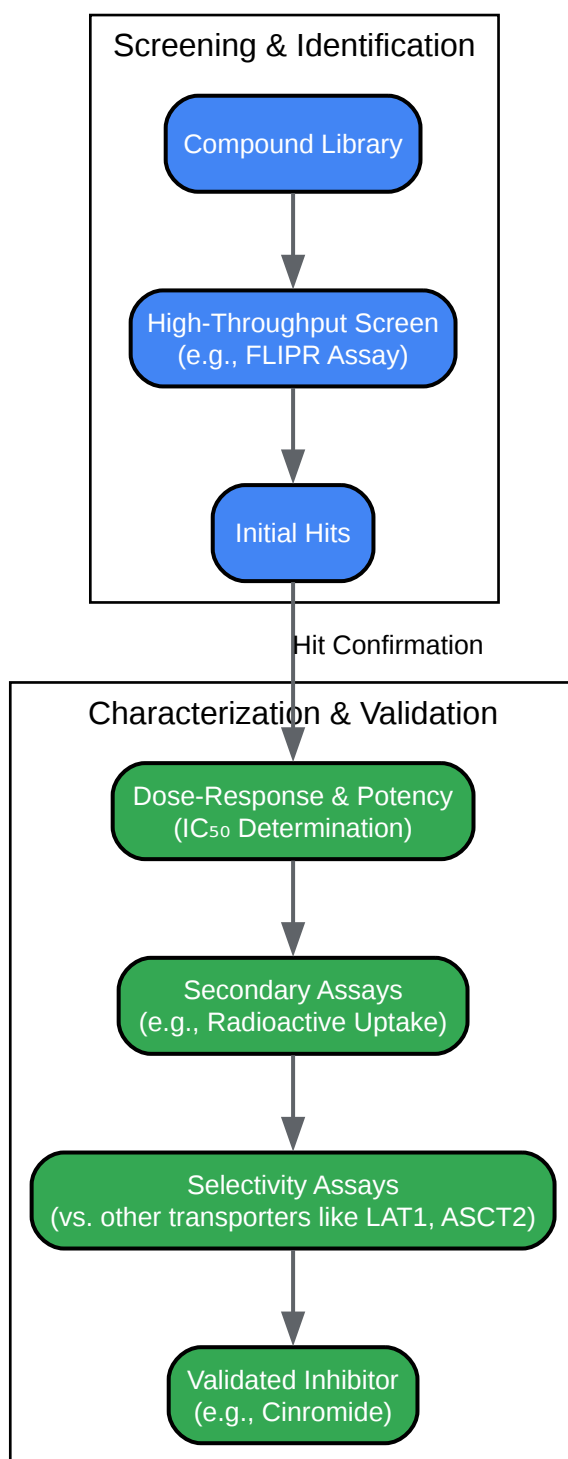 Screening & Identification
Compound Library
High-Throughput Screen
(e.g., FLIPR Assay)
Initial Hits
Hit Confirmation
Characterization & Validation
Dose-Response & Potency
(IC₅₀ Determination)
Secondary Assays
(e.g., Radioactive Uptake)
Selectivity Assays
(vs. other transporters like LAT1, ASCT2)
Validated Inhibitor
(e.g., Cinromide)